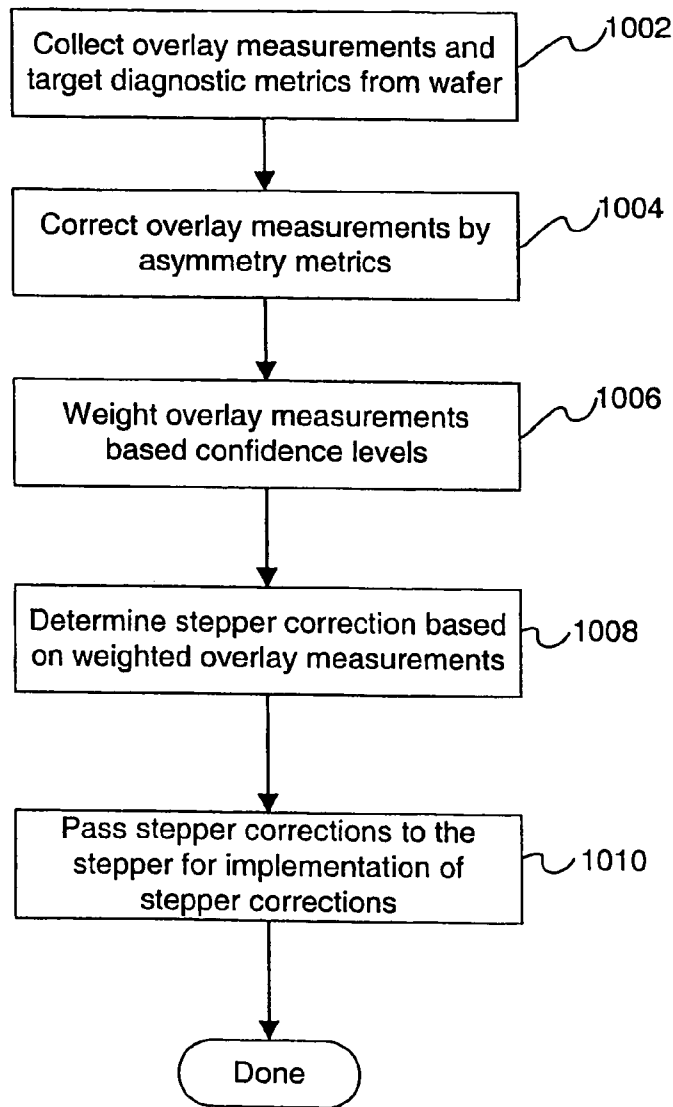 Collect overlay measurements and
target diagnostic metrics from wafer
1002
Correct overlay measurements by
asymmetry metrics
1004
Weight overlay measurements
based confidence levels
1006
Determine stepper correction based
on weighted overlay measurements
1008
Pass stepper corrections to the
stepper for implementation of
stepper corrections
1010
Done